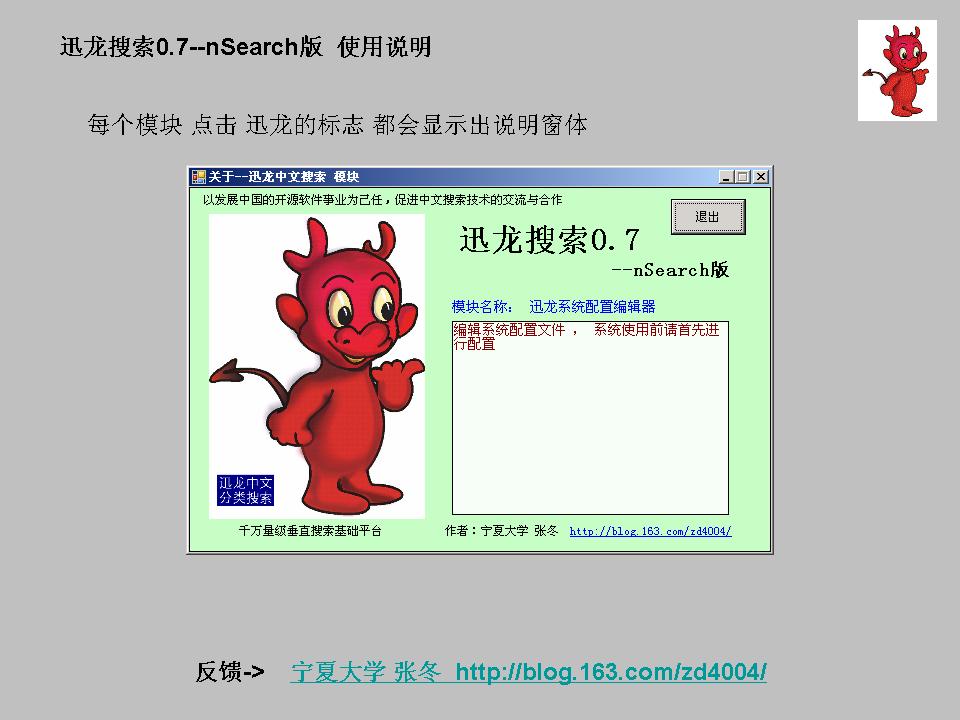 迅龙搜索0.7--nSearch版 使用说明
每个模块 点击 迅龙的标志 都会显示出说明窗体
关于--迅龙中文搜索 模块
以发展中国的开源软件事业为己任，促进中文搜索技术的交流与合作
退出
迅龙搜索0.7
--nSearch版
模块名称： 迅龙系统配置编辑器
编辑系统配置文件 ， 系统使用前请首先进
行配置
迅龙中文
分类搜索
千万量级垂直搜索基础平台
作者：宁夏大学 张冬 http://blog.163.com/zd4004/
反馈-> 宁夏大学 张冬 http://blog.163.com/zd4004/